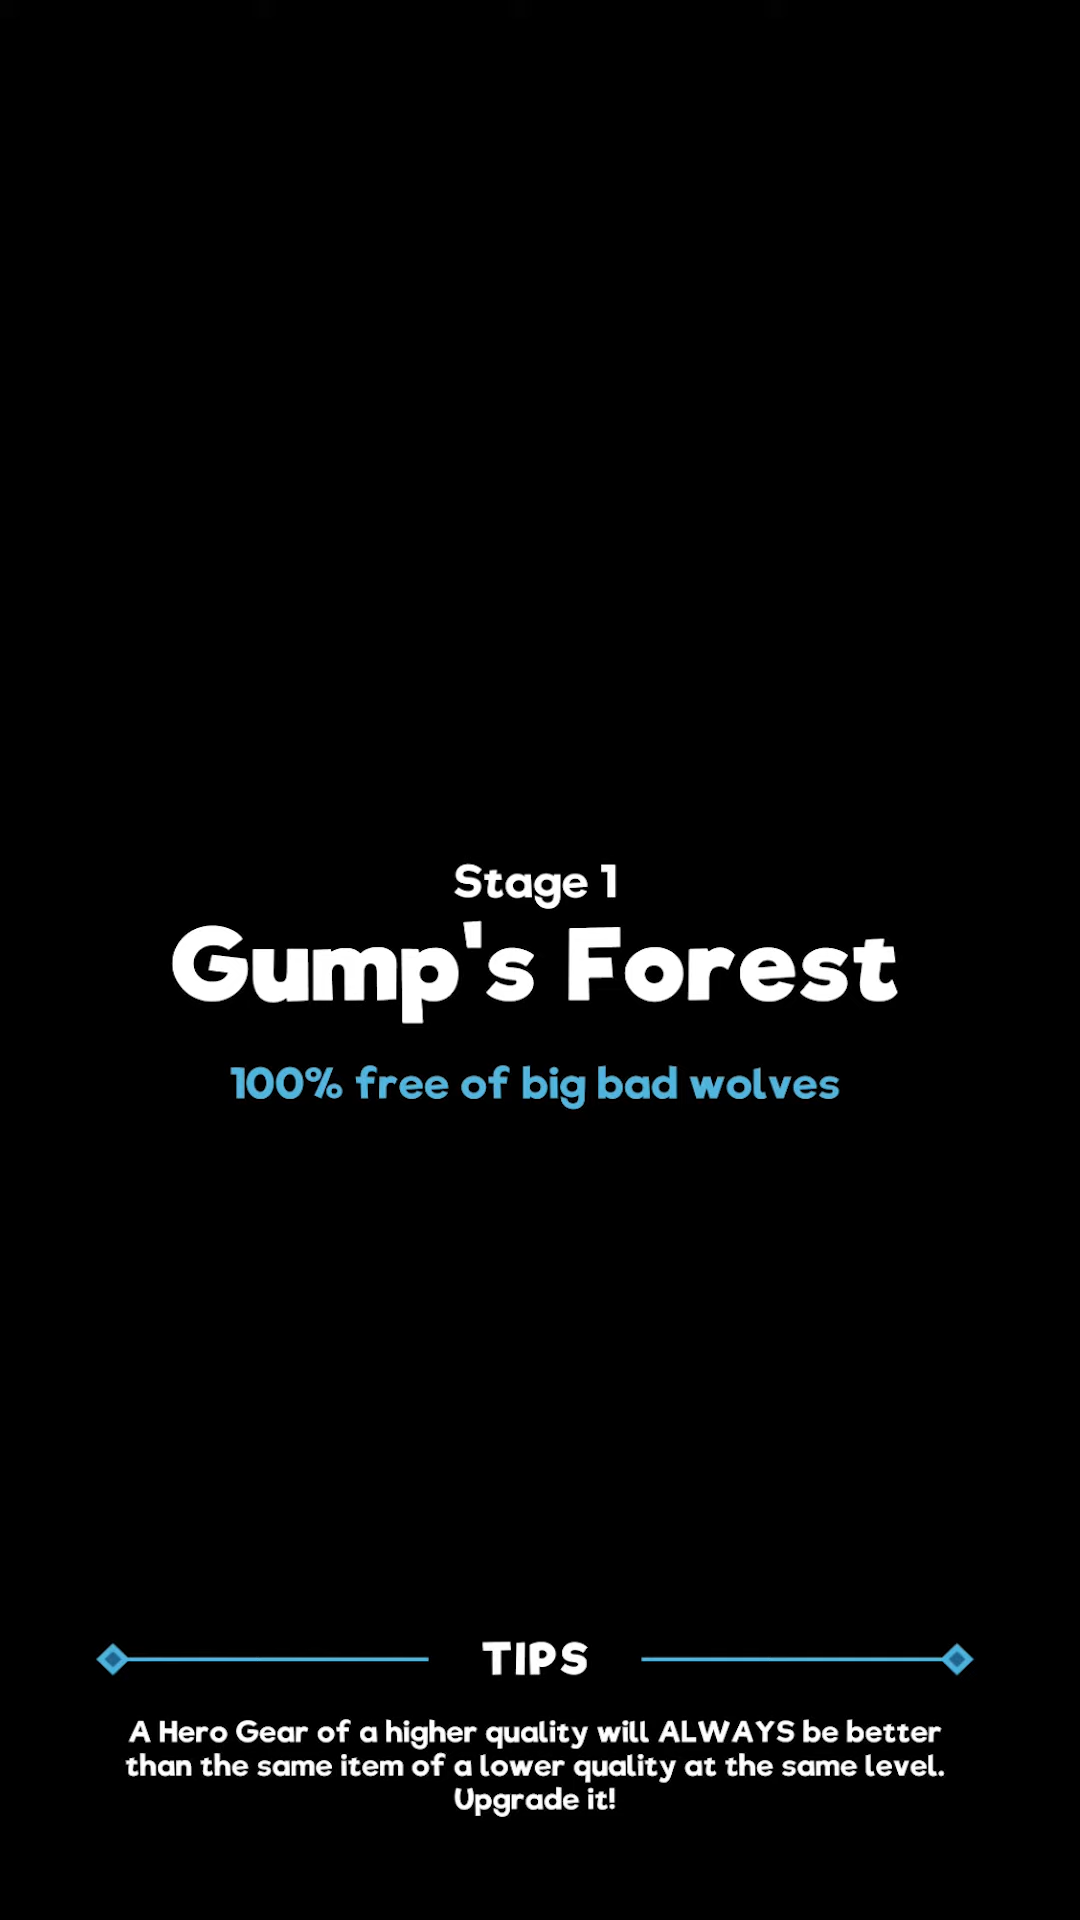 Stage 1
Gump's Forest
100% free of big bad wolves
TIPS
A Hero Gear of a higher quality will ALWAYS be better
than the same item of a lower quality at the same level.
Upgrade it!